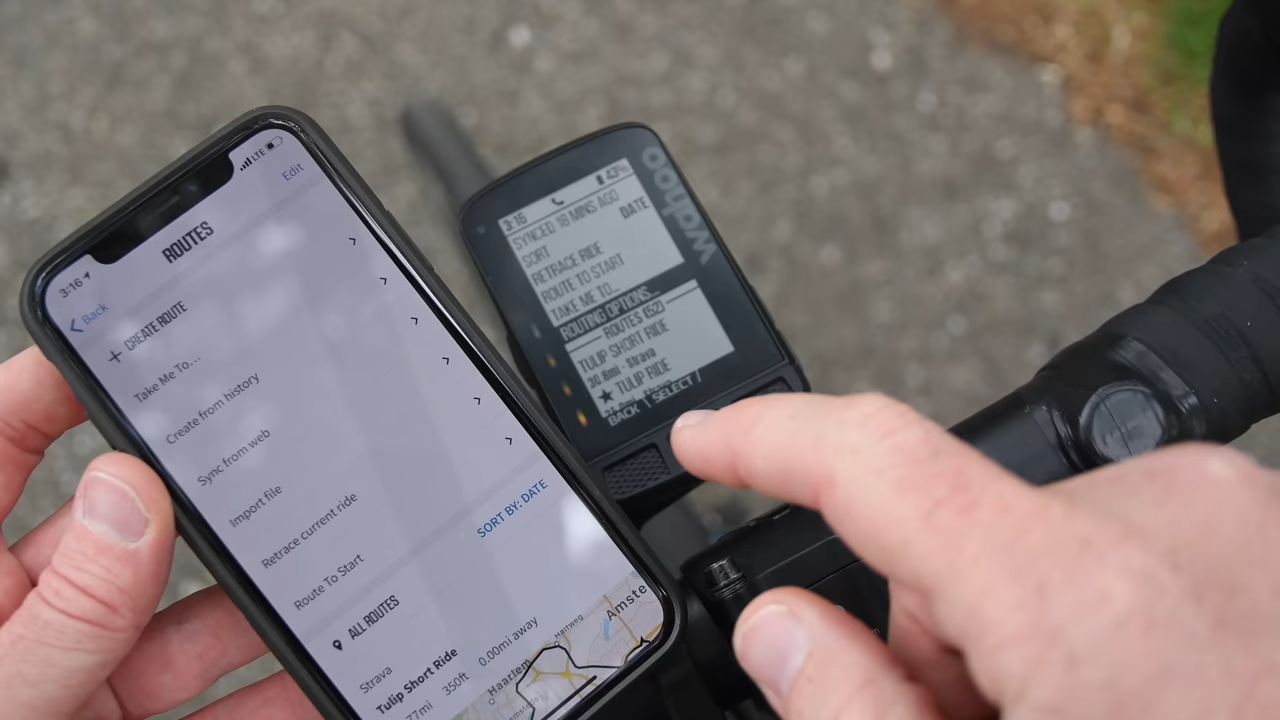 3:16
LTE
Back
ROUTES
Edit
CREATE ROUTE
Take Me To...
Create from history
Sync from web
Import file
Retrace current ride
Route To Start
ALL ROUTES
SORT BY: DATE
Strava
Tulip Short Ride
77mi 350ft 0.00mi away
Haarlem
Halfweg
Amste
wahoo
3:16 43%
SYNCED 18 MINS AGO
SORT DATE
RETRACE RIDE
ROUTE TO START
TAKE ME TO...
ROUTING OPTIONS...
ROUTES (52)
TULIP SHORT RIDE
30.8mi - Strava
★ TULIP RIDE
BACK \ SELECT /